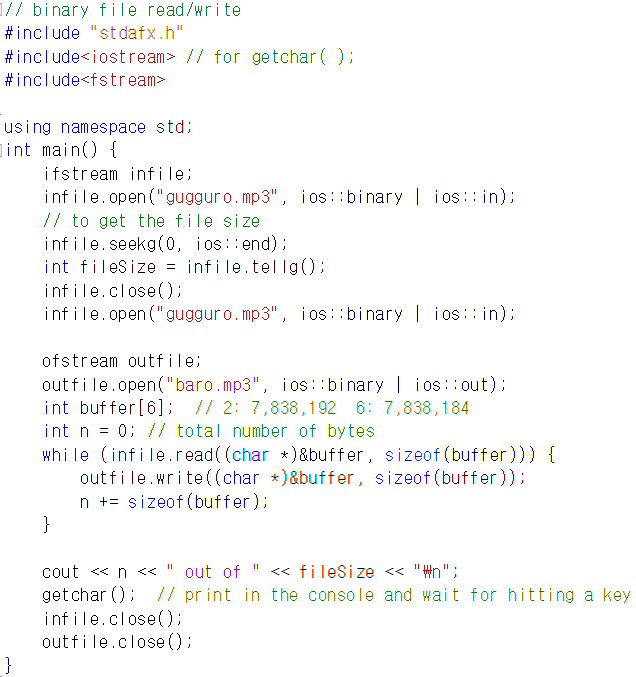 // binary file read/write
#include "stdafx.h"
#include<iostream> // for getchar( );
#include<fstream>
using namespace std;
int main() {
ifstream infile;
infile.open("gugguro.mp3", ios::binary | ios::in);
// to get the file size
infile.seekg(0, ios::end);
int fileSize = infile.tellg();
infile.close();
infile.open("gugguro.mp3", ios::binary | ios::in);
ofstream outfile;
outfile.open("baro.mp3", ios::binary | ios::out);
int buffer[6];  // 2: 7,838,192  6: 7,838,184
int n = 0; // total number of bytes
while (infile.read((char *)&buffer, sizeof(buffer))) {
outfile.write((char *)&buffer, sizeof(buffer));
n += sizeof(buffer);
}
cout << n << " out of " << fileSize << "₩n";
getchar();  // print in the console and wait for hitting a key
infile.close();
outfile.close();
}